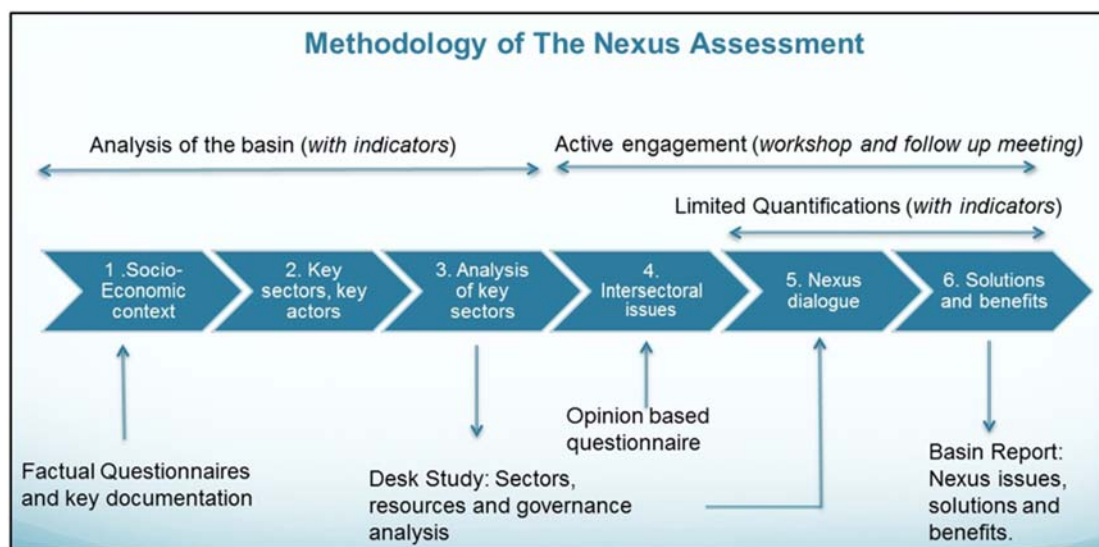 Methodology of The Nexus Assessment
Analysis of the basin (with indicators)
Active engagement (workshop and follow up meeting)
Limited Quantifications (with indicators)
1 .Socio-
Economic
context
2. Key
sectors, key
actors
3. Analysis
of key
sectors
4.
Intersectoral
issues
5. Nexus
dialogue
6. Solutions
and benefits
Factual Questionnaires
and key documentation
Desk Study: Sectors,
resources and governance
analysis
Opinion based
questionnaire
Basin Report:
Nexus issues,
solutions and
benefits.